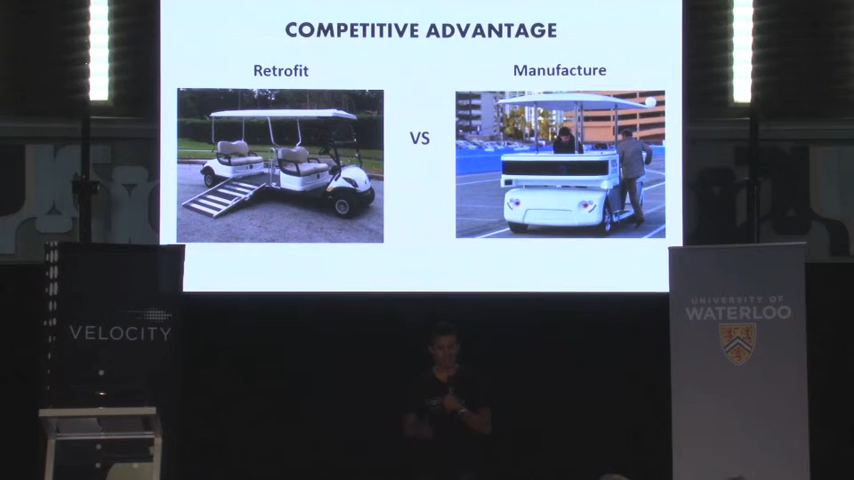 COMPETITIVE ADVANTAGE
Retrofit
Manufacture
VS
VELOCITY
UNIVERSITY OF
WATERLOO